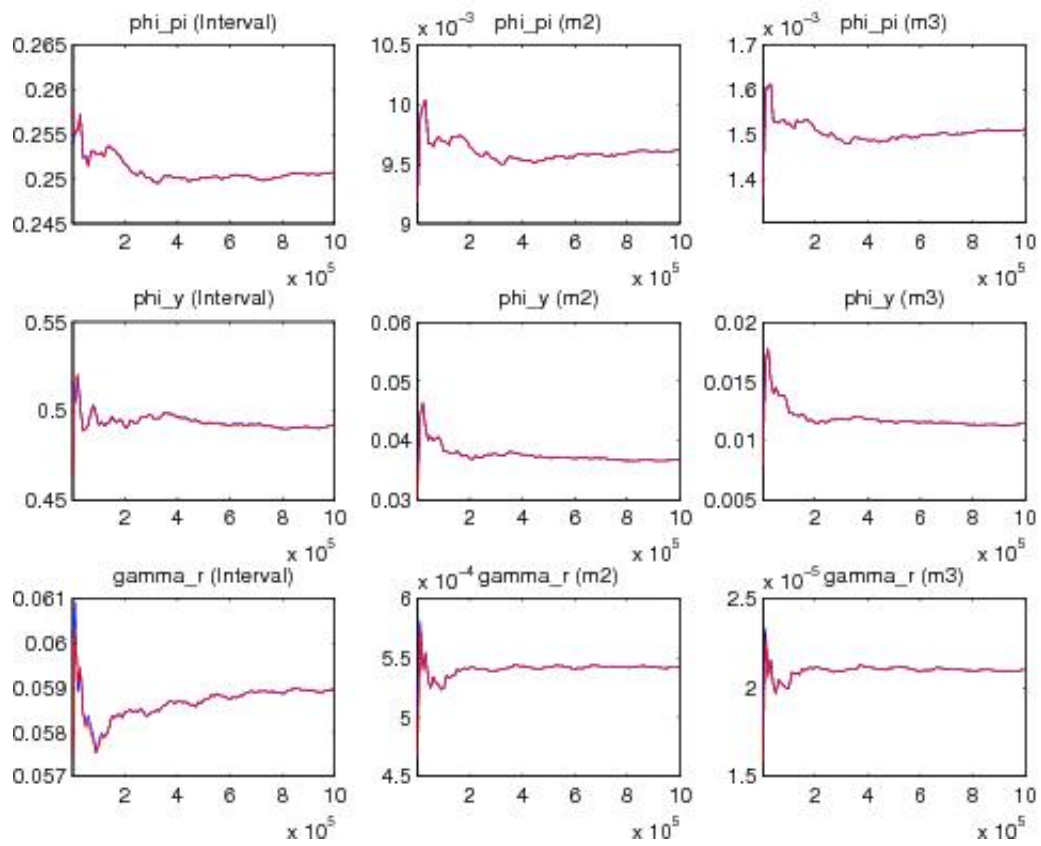 phi_pi (Interval)
0.265
0.26
0.255
0.25
0.245
2 4 6 8 10
x 10^5
x 10^-3 phi_pi (m2)
10.5
10
9.5
9
2 4 6 8 10
x 10^5
x 10^-3 phi_pi (m3)
1.7
1.6
1.5
1.4
2 4 6 8 10
x 10^5
phi_y (Interval)
0.55
0.5
0.45
2 4 6 8 10
x 10^5
phi_y (m2)
0.06
0.05
0.04
0.03
2 4 6 8 10
x 10^5
phi_y (m3)
0.02
0.015
0.01
0.005
2 4 6 8 10
x 10^5
gamma_r (Interval)
0.061
0.06
0.059
0.058
0.057
2 4 6 8 10
x 10^5
x 10^-4 gamma_r (m2)
6
5.5
5
4.5
2 4 6 8 10
x 10^5
x 10^-5 gamma_r (m3)
2.5
2
1.5
2 4 6 8 10
x 10^5